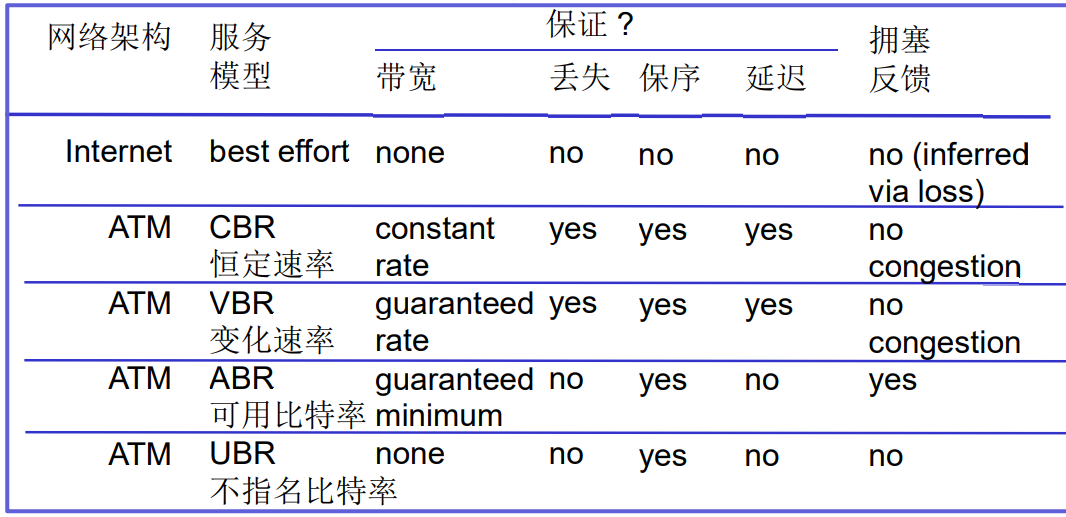 网络架构 服务模型 保证？ 拥塞反馈
带宽 丢失 保序 延迟
Internet best effort none no no no no (inferred via loss)
ATM CBR 恒定速率 constant rate yes yes yes no congestion
ATM VBR 变化速率 guaranteed rate yes yes yes no congestion
ATM ABR 可用比特率 guaranteed minimum no yes no yes
ATM UBR 不指名比特率 none no yes no no